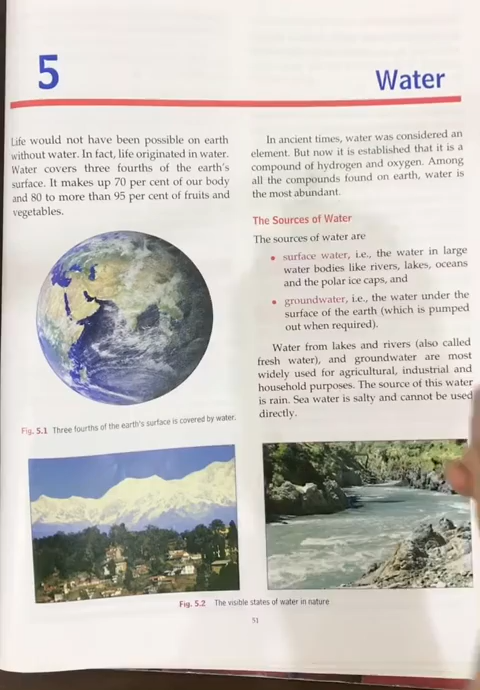 5
Water
Life would not have been possible on earth
without water. In fact, life originated in water.
Water covers three fourths of the earth's
surface. It makes up 70 per cent of our body
and 80 to more than 95 per cent of fruits and
vegetables.
Fig. 5.1 Three fourths of the earth's surface is covered by water.
In ancient times, water was considered an
element. But now it is established that it is a
compound of hydrogen and oxygen. Among
all the compounds found on earth, water is
the most abundant.
The Sources of Water
The sources of water are
• surface water, i.e., the water in large
water bodies like rivers, lakes, oceans
and the polar ice caps, and
• groundwater, i.e., the water under the
surface of the earth (which is pumped
out when required).
Water from lakes and rivers (also called
fresh water), and groundwater are most
widely used for agricultural, industrial and
household purposes. The source of this water
is rain. Sea water is salty and cannot be used
directly.
Fig. 5.2 The visible states of water in nature
51